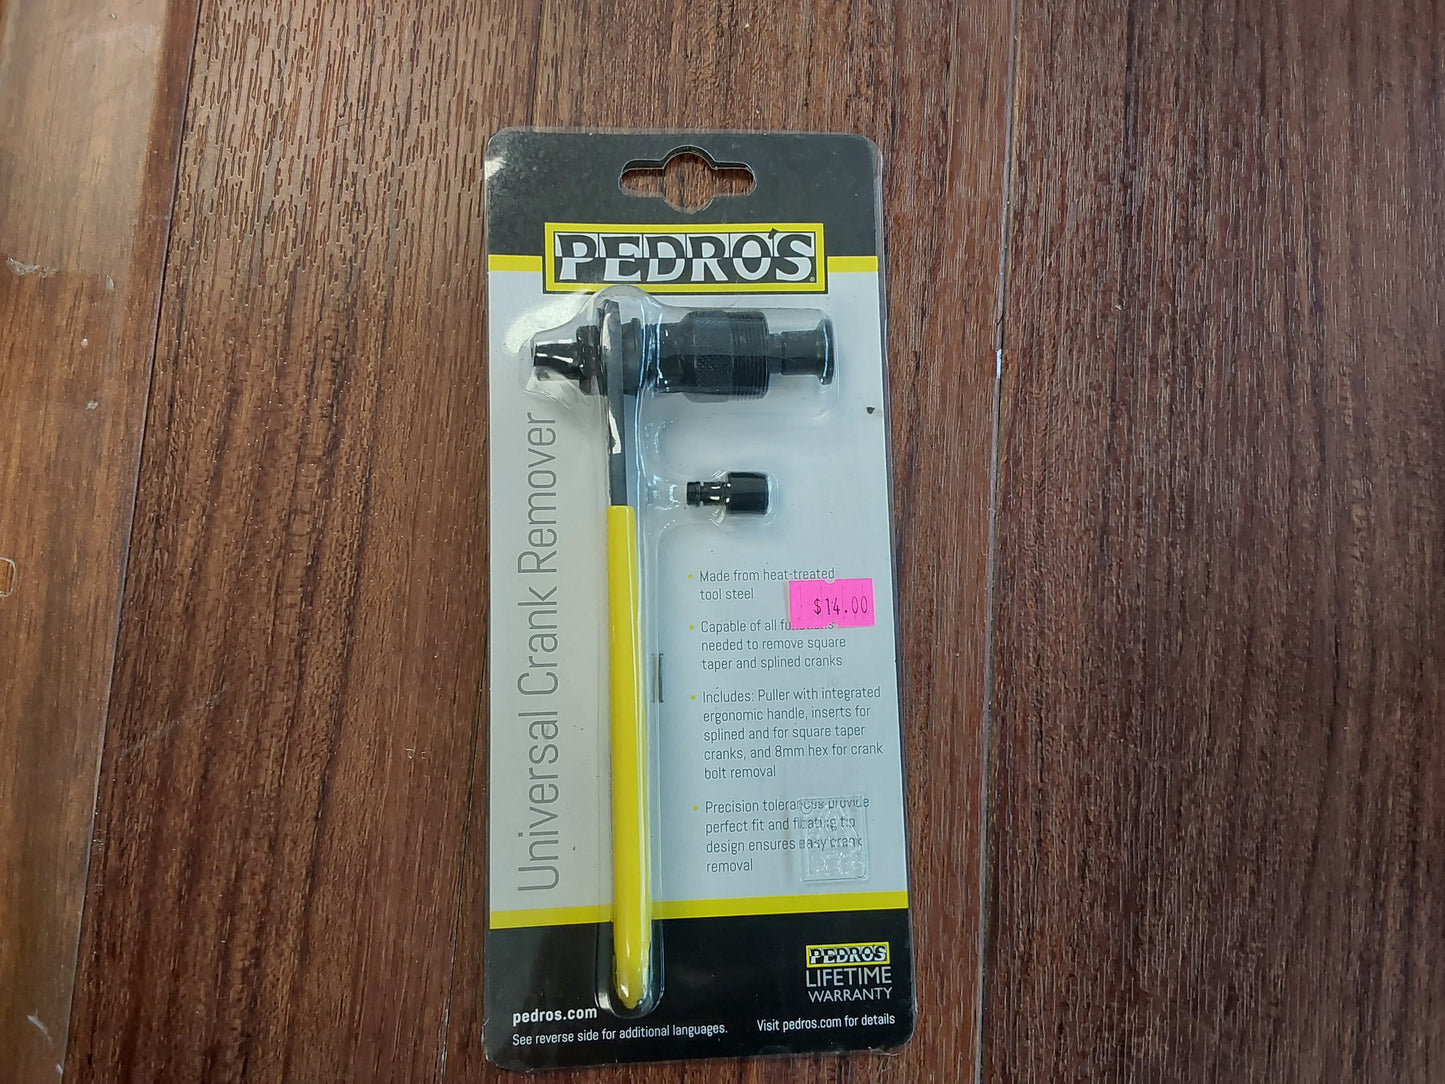 PEDRO'S
Universal Crank Remover
Made from heat-treated
tool steel
$14.00
Capable of all functions
needed to remove square
taper and splined cranks
Includes: Puller with integrated
ergonomic handle, inserts for
splined and for square taper
cranks, and 8mm hex for crank
bolt removal
Precision tolerances provide
perfect fit and floating tip
design ensures easy crank
removal
PEDRO'S
LIFETIME
WARRANTY
pedros.com
See reverse side for additional languages.
Visit pedros.com for details